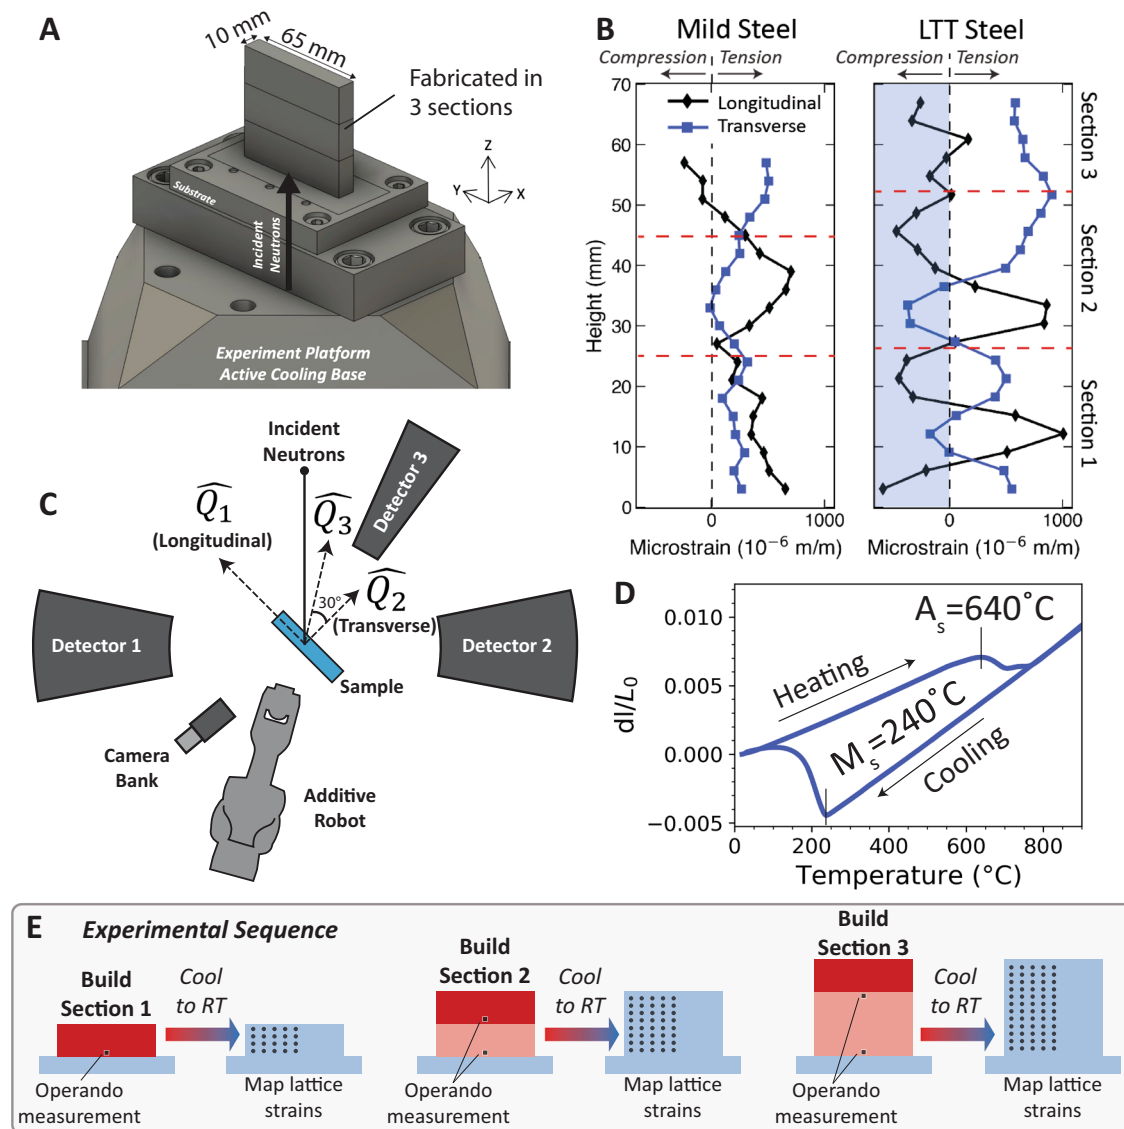 A
10 mm
65 mm
Fabricated in
3 sections
Substrate
Incident
Neutrons
Z
Y
X
Experiment Platform
Active Cooling Base
B
Mild Steel
LTT Steel
Compression
Tension
Compression
Tension
Longitudinal
Transverse
Height (mm)
70
60
50
40
30
20
10
0
0
1000
0
1000
Microstrain (10⁻⁶ m/m)
Microstrain (10⁻⁶ m/m)
Section 3
Section 2
Section 1
C
Incident
Neutrons
Q̂₁
(Longitudinal)
Q̂₃
30°
Q̂₂
(Transverse)
Detector 3
Detector 1
Detector 2
Sample
Camera
Bank
Additive
Robot
D
Aₛ=640°C
Heating
Mₛ=240°C
Cooling
dl/L₀
0.010
0.005
0.000
−0.005
0
200
400
600
800
Temperature (°C)
E
Experimental Sequence
Build
Section 1
Cool
to RT
Operando
measurement
Map lattice
strains
Build
Section 2
Cool
to RT
Operando
measurement
Map lattice
strains
Build
Section 3
Cool
to RT
Operando
measurement
Map lattice
strains